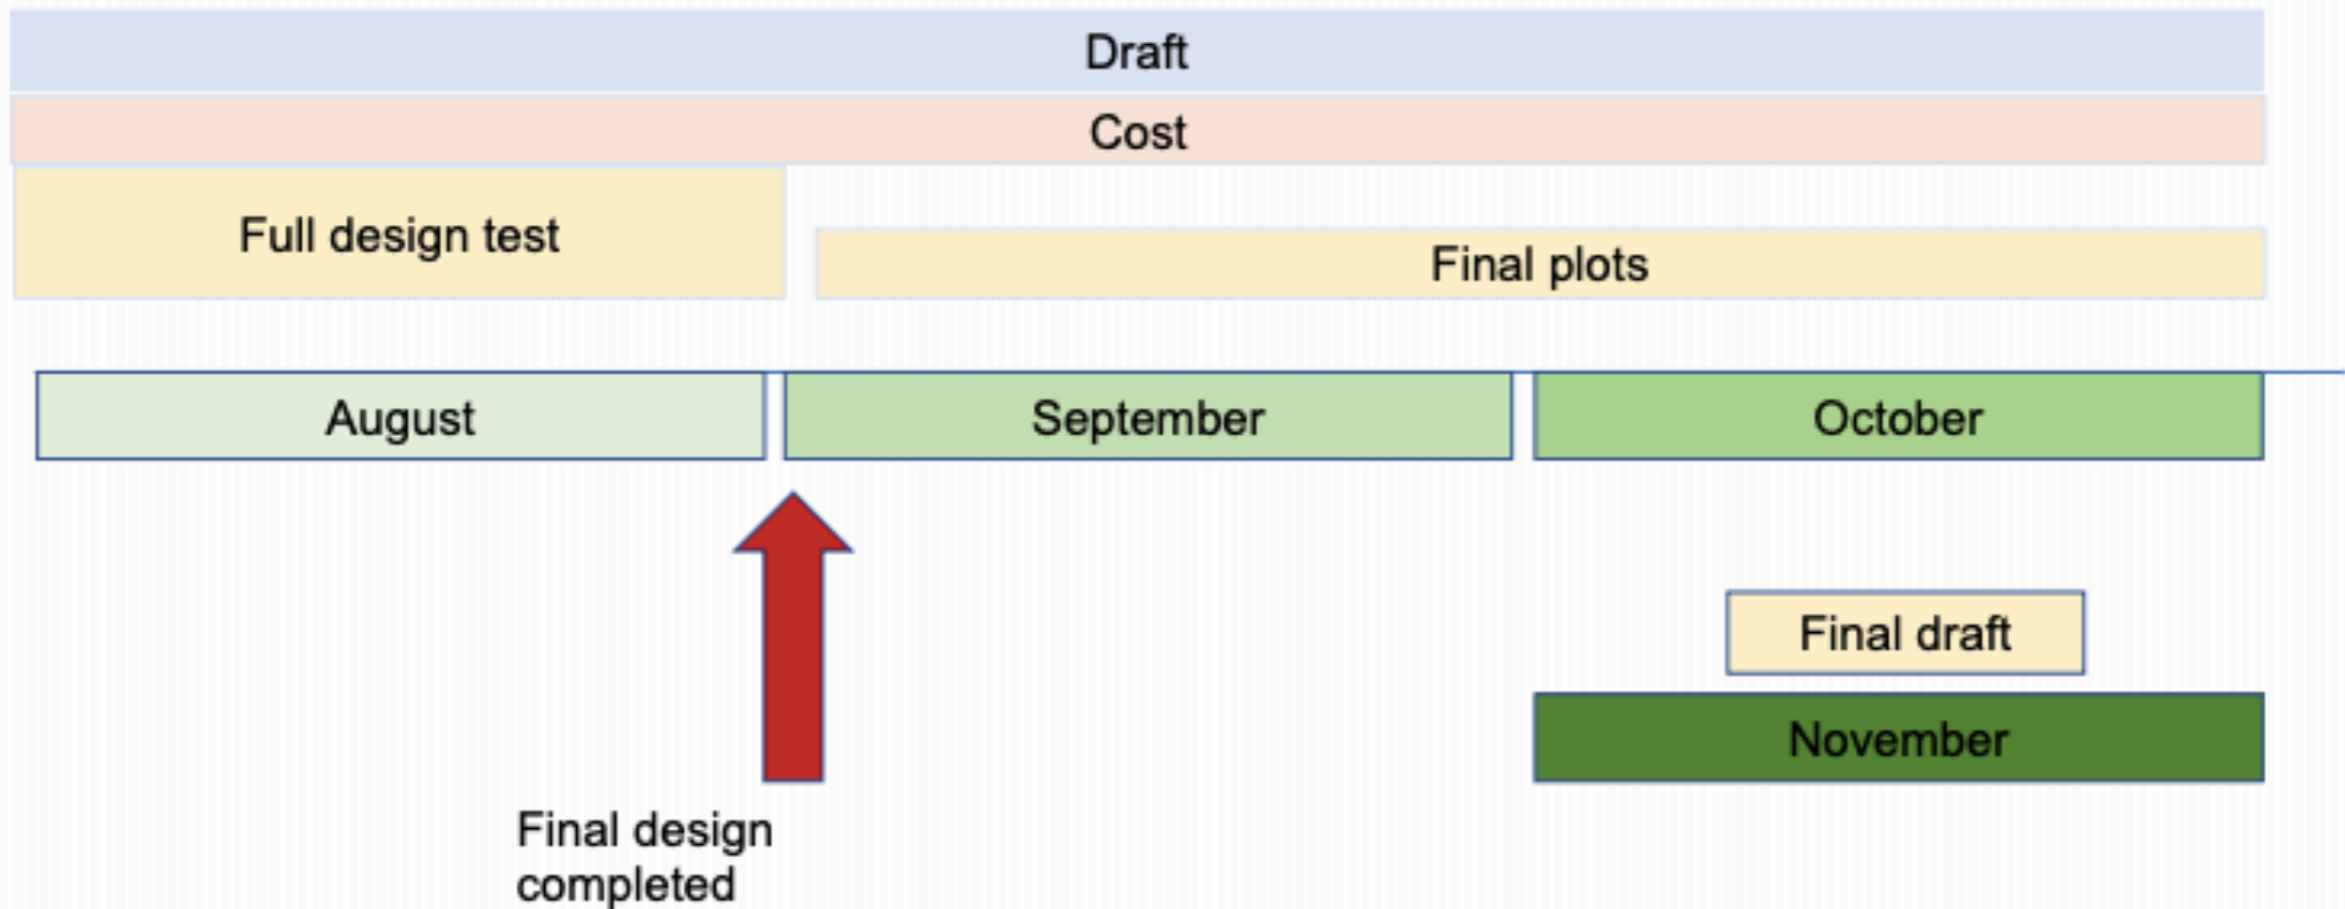 Draft
Cost
Full design test
Final plots
August
September
October
Final draft
November
Final design
completed